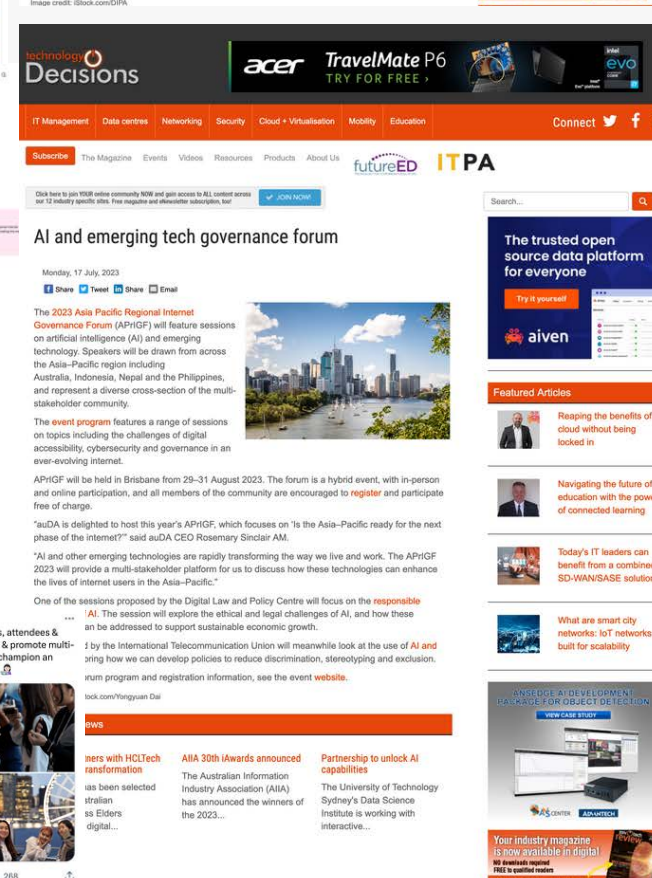 Image credit: iStock.com/DIPA
technology
Decisions
acer TravelMate P6
TRY FOR FREE ›
intel
evo
IT Management Data centres Networking Security Cloud + Virtualisation Mobility Education
Connect
Subscribe The Magazine Events Videos Resources Products About Us
futureED ITPA
Click here to join YOUR online community NOW and gain access to ALL content across
our 12 industry specific sites. Free magazine and eNewsletter subscription, too!
JOIN NOW!
Search...
AI and emerging tech governance forum
Monday, 17 July, 2023
Share Tweet Share Email
The 2023 Asia Pacific Regional Internet
Governance Forum (APrIGF) will feature sessions
on artificial intelligence (AI) and emerging
technology. Speakers will be drawn from across
the Asia–Pacific region including
Australia, Indonesia, Nepal and the Philippines,
and represent a diverse cross-section of the multi-
stakeholder community.
The event program features a range of sessions
on topics including the challenges of digital
accessibility, cybersecurity and governance in an
ever-evolving internet.
APrIGF will be held in Brisbane from 29–31 August 2023. The forum is a hybrid event, with in-person
and online participation, and all members of the community are encouraged to register and participate
free of charge.
“auDA is delighted to host this year's APrIGF, which focuses on 'Is the Asia–Pacific ready for the next
phase of the internet?'” said auDA CEO Rosemary Sinclair AM.
“AI and other emerging technologies are rapidly transforming the way we live and work. The APrIGF
2023 will provide a multi-stakeholder platform for us to discuss how these technologies can enhance
the lives of internet users in the Asia–Pacific.”
One of the sessions proposed by the Digital Law and Policy Centre will focus on the responsible
AI. The session will explore the ethical and legal challenges of AI, and how these
an be addressed to support sustainable economic growth.
d by the International Telecommunication Union will meanwhile look at the use of AI and
oring how we can develop policies to reduce discrimination, stereotyping and exclusion.
rum program and registration information, see the event website.
tock.com/Yongyuan Dai
s, attendees &
& promote multi-
champion an
268
ews
ners with HCLTech
ransformation
as been selected
stralian
ss Elders
digital...
AIIA 30th iAwards announced
The Australian Information
Industry Association (AIIA)
has announced the winners of
the 2023...
Partnership to unlock AI
capabilities
The University of Technology
Sydney's Data Science
Institute is working with
interactive...
The trusted open
source data platform
for everyone
Try it yourself
aiven
Featured Articles
Reaping the benefits of
cloud without being
locked in
Navigating the future of
education with the powe
of connected learning
Today's IT leaders can
benefit from a combined
SD-WAN/SASE solution
What are smart city
networks: IoT networks
built for scalability
ANSEDGE AI DEVELOPMENT
PACKAGE FOR OBJECT DETECTION
VIEW CASE STUDY
CENTER ADVANTECH
Your industry magazine
is now available in digital
NO downloads required
FREE to qualified readers
review